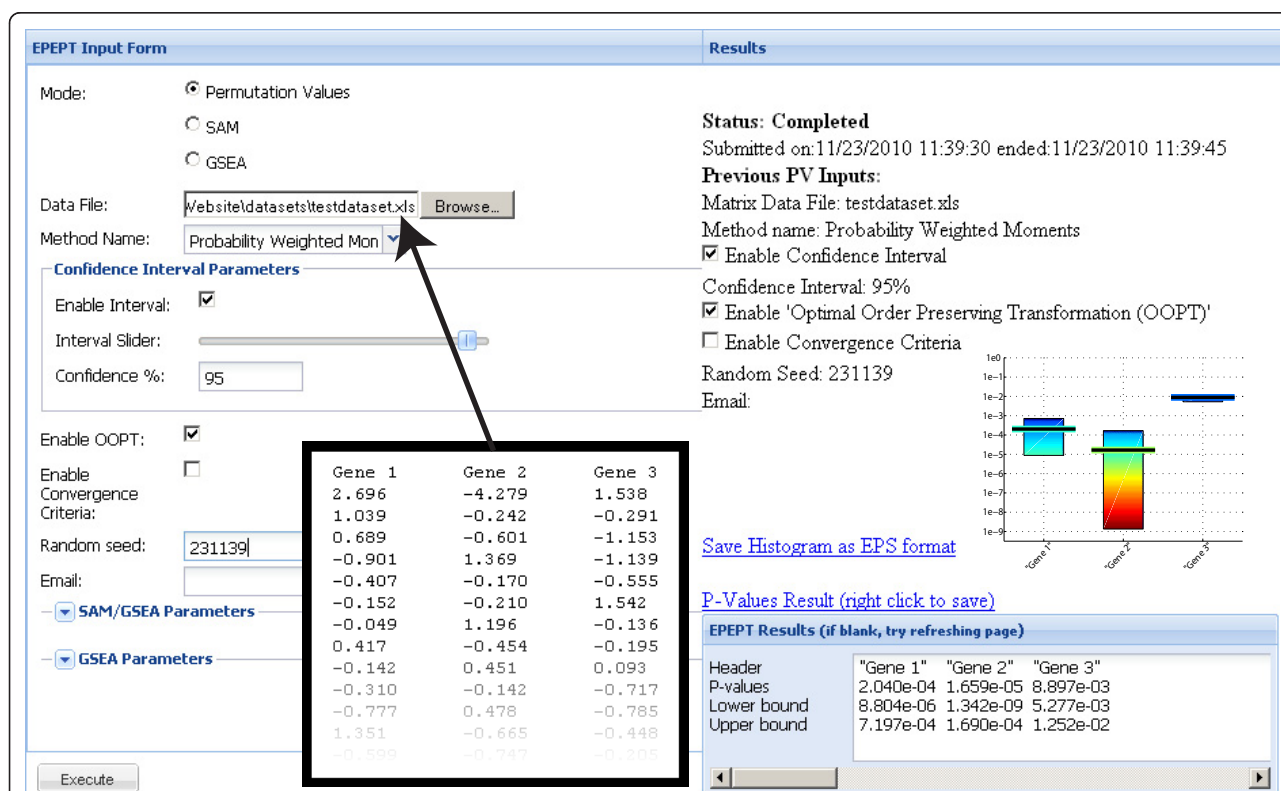 EPEPT Input Form
Mode:
Permutation Values
SAM
GSEA
Data File:
Website\datasets\testdataset.xls
Browse...
Method Name:
Probability Weighted Mon
Confidence Interval Parameters
Enable Interval:
Interval Slider:
Confidence %:
95
Enable OOPT:
Enable
Convergence
Criteria:
Random seed:
231139
Email:
SAM/GSEA Parameters
GSEA Parameters
Execute
Gene 1 Gene 2 Gene 3
2.696 -4.279 1.538
1.039 -0.242 -0.291
0.689 -0.601 -1.153
-0.901 1.369 -1.139
-0.407 -0.170 -0.555
-0.152 -0.210 1.542
-0.049 1.196 -0.136
0.417 -0.454 -0.195
-0.142 0.451 0.093
-0.310 -0.142 -0.717
-0.777 0.478 -0.785
1.351 -0.665 -0.448
-0.599 -0.747 -0.205
Results
Status: Completed
Submitted on:11/23/2010 11:39:30 ended:11/23/2010 11:39:45
Previous PV Inputs:
Matrix Data File: testdataset.xls
Method name: Probability Weighted Moments
Enable Confidence Interval
Confidence Interval: 95%
Enable 'Optimal Order Preserving Transformation (OOPT)'
Enable Convergence Criteria
Random Seed: 231139
Email:
1e0
1e-1
1e-2
1e-3
1e-4
1e-5
1e-6
1e-7
1e-8
1e-9
"Gene 1"
"Gene 2"
"Gene 3"
Save Histogram as EPS format
P-Values Result (right click to save)
EPEPT Results (if blank, try refreshing page)
Header "Gene 1" "Gene 2" "Gene 3"
P-values 2.040e-04 1.659e-05 8.897e-03
Lower bound 8.804e-06 1.342e-09 5.277e-03
Upper bound 7.197e-04 1.690e-04 1.252e-02